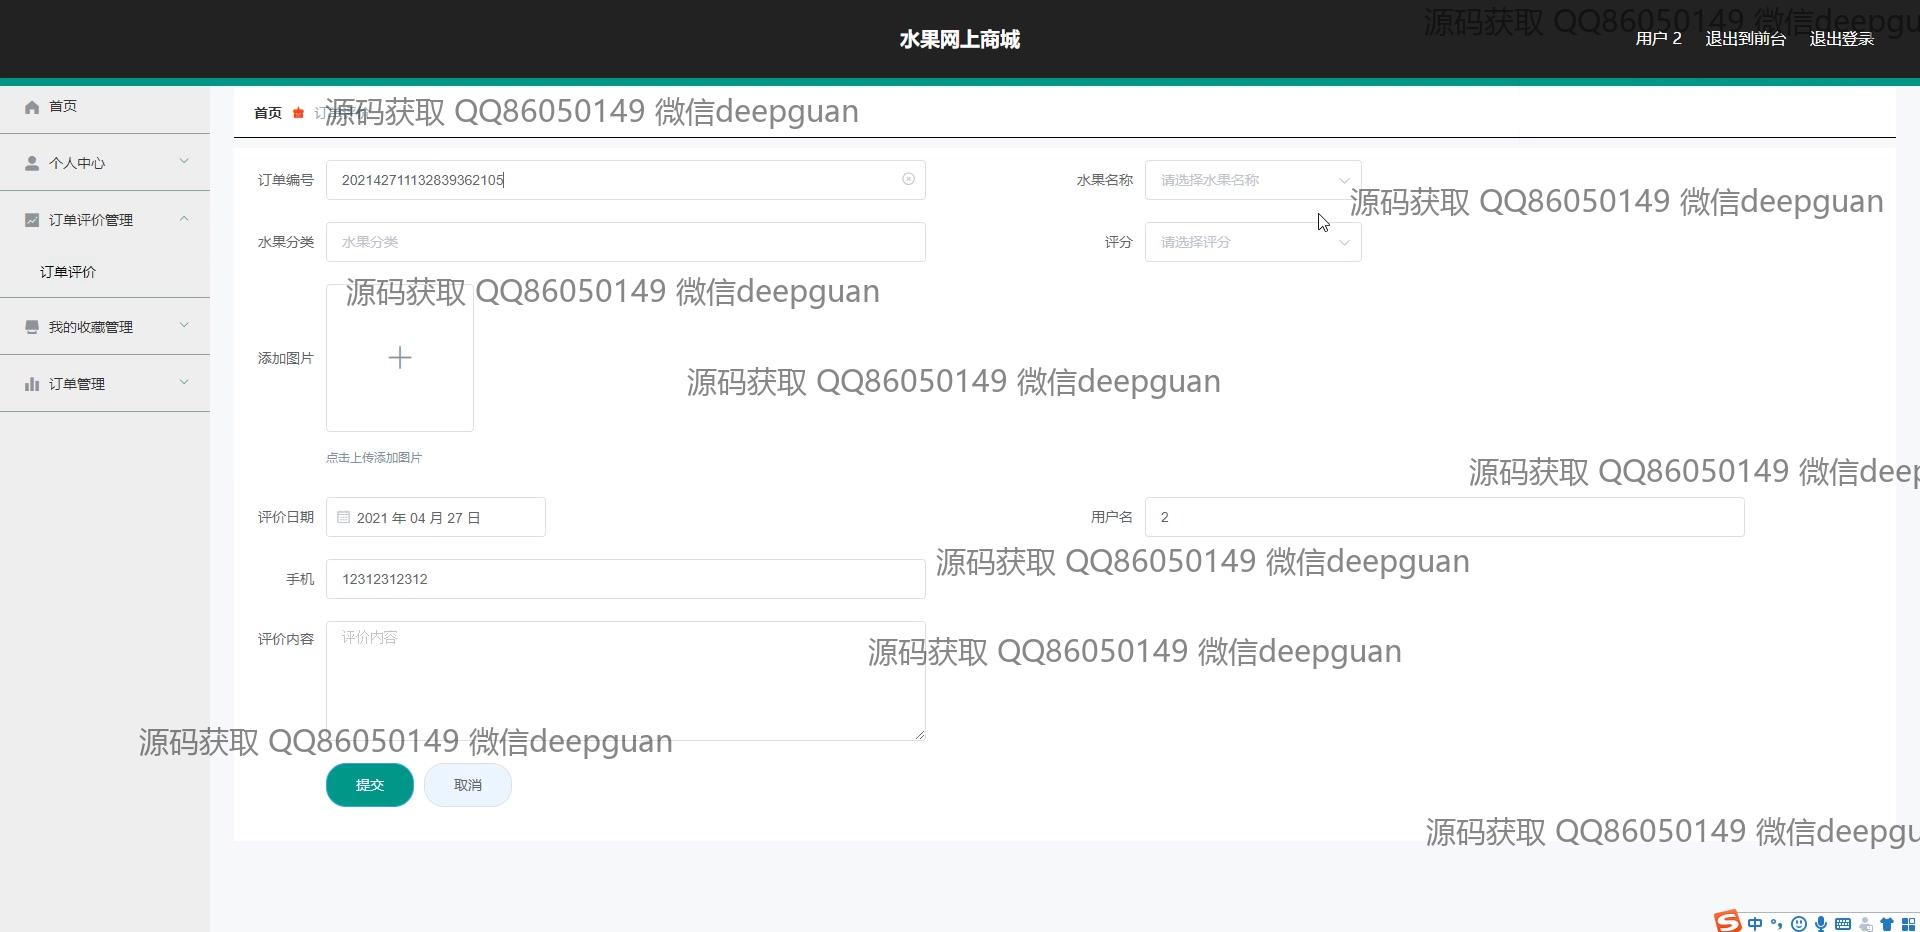 水果网上商城
用户 2 退出到前台 退出登录
源码获取 QQ86050149 微信deepgu
首页
个人中心
订单评价管理
订单评价
我的收藏管理
订单管理
首页 订单评价
源码获取 QQ86050149 微信deepguan
订单编号 202142711132839362105
水果名称 请选择水果名称
源码获取 QQ86050149 微信deepguan
水果分类 水果分类
评分 请选择评分
源码获取 QQ86050149 微信deepguan
添加图片
源码获取 QQ86050149 微信deepguan
点击上传添加图片
源码获取 QQ86050149 微信deep
评价日期 2021 年 04 月 27 日
用户名 2
源码获取 QQ86050149 微信deepguan
手机 12312312312
评价内容 评价内容
源码获取 QQ86050149 微信deepguan
源码获取 QQ86050149 微信deepguan
提交 取消
源码获取 QQ86050149 微信deepgu
中